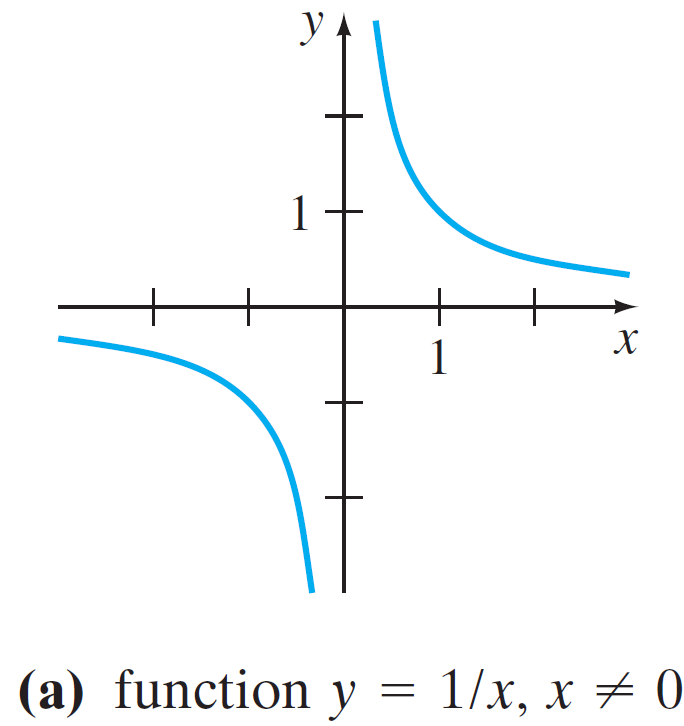 y
1
1
x
(a) function y = 1/x, x ≠ 0